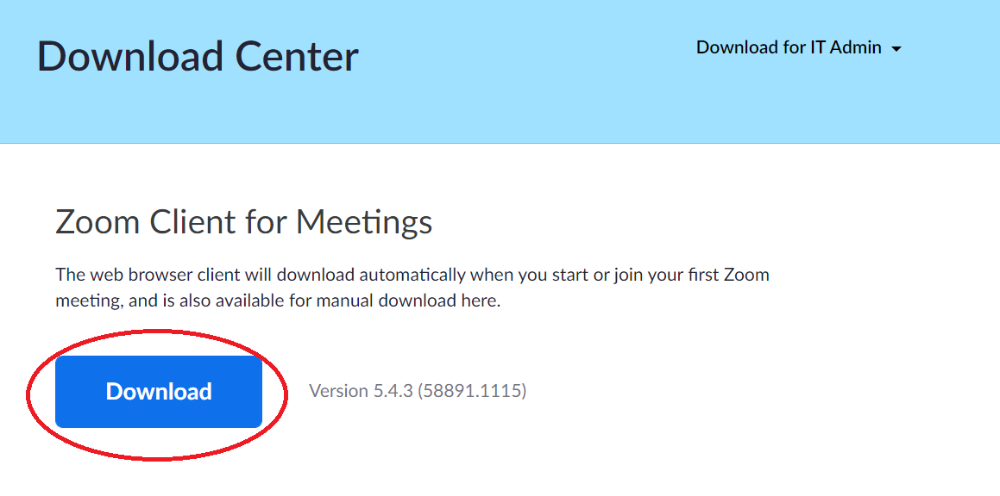 Download Center
Download for IT Admin
Zoom Client for Meetings
The web browser client will download automatically when you start or join your first Zoom
meeting, and is also available for manual download here.
Download
Version 5.4.3 (58891.1115)